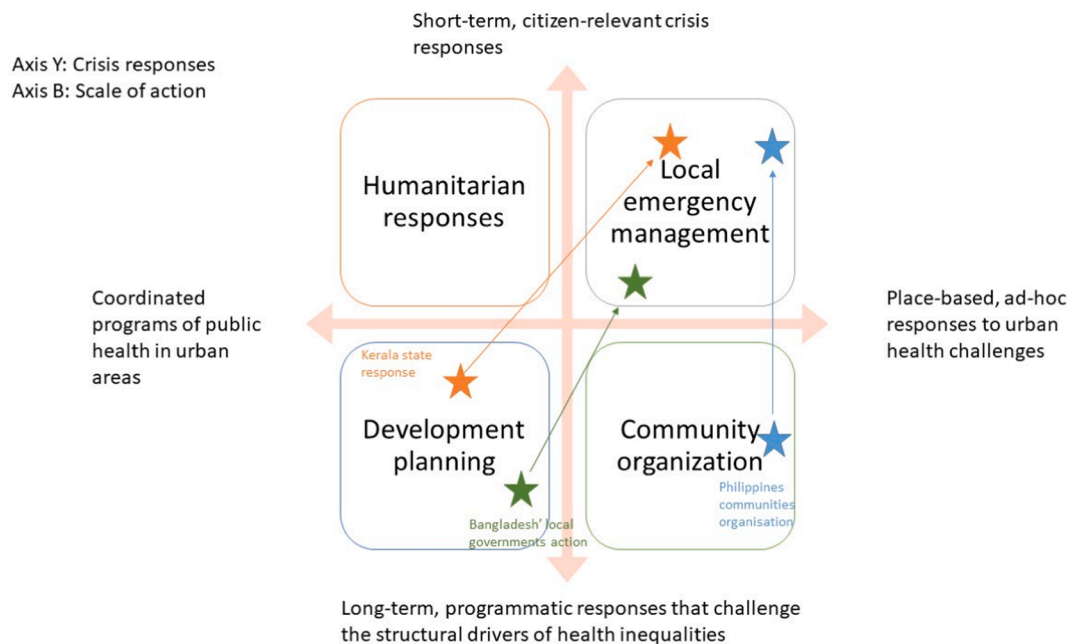 Short-term, citizen-relevant crisis
responses
Axis Y: Crisis responses
Axis B: Scale of action
Humanitarian
responses
Local
emergency
management
Coordinated
programs of public
health in urban
areas
Place-based, ad-hoc
responses to urban
health challenges
Kerala state
response
Development
planning
Community
organization
Bangladesh' local
governments action
Philippines
communities
organisation
Long-term, programmatic responses that challenge
the structural drivers of health inequalities